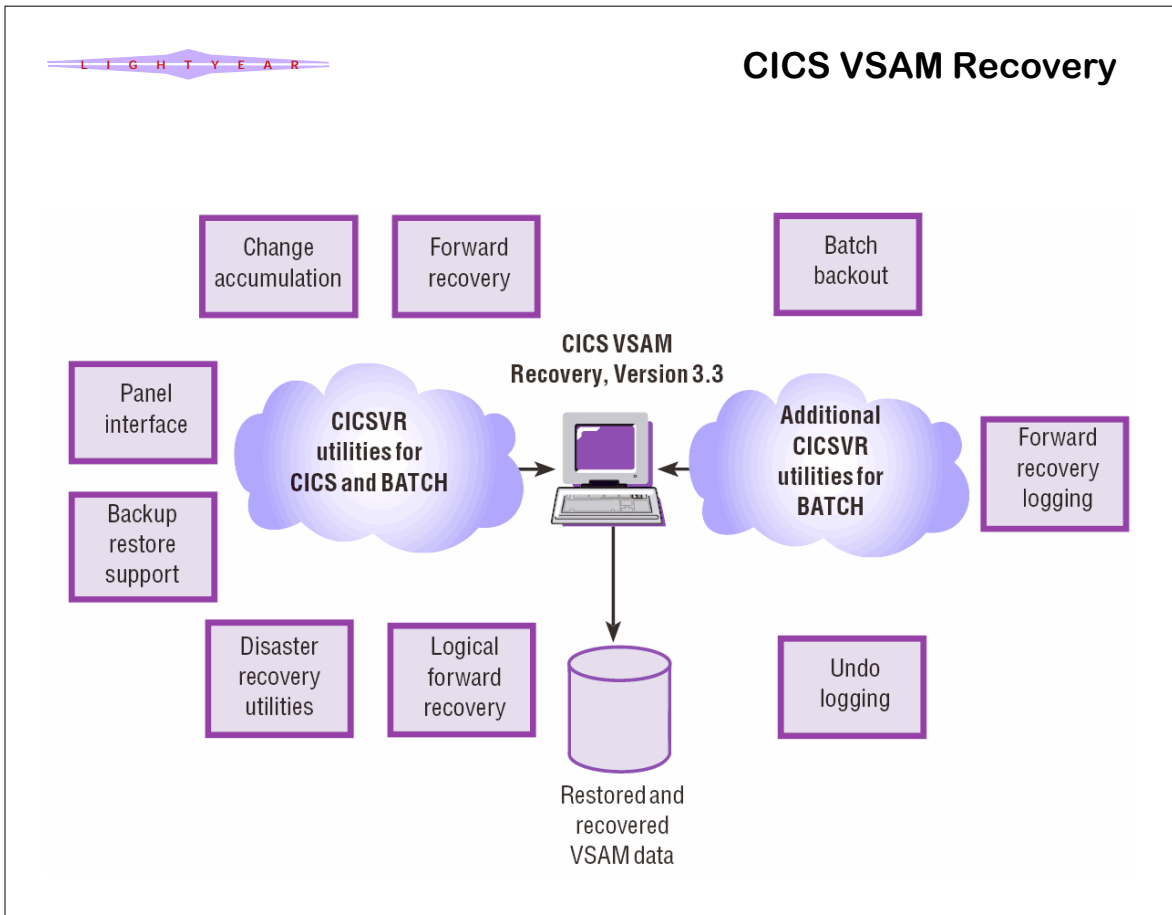 L I G H T Y E A R
CICS VSAM Recovery
Change
accumulation
Forward
recovery
Batch
backout
CICS VSAM
Recovery, Version 3.3
Panel
interface
CICSVR
utilities for
CICS and BATCH
Additional
CICSVR
utilities for
BATCH
Forward
recovery
logging
Backup
restore
support
Disaster
recovery
utilities
Logical
forward
recovery
Undo
logging
Restored and
recovered
VSAM data